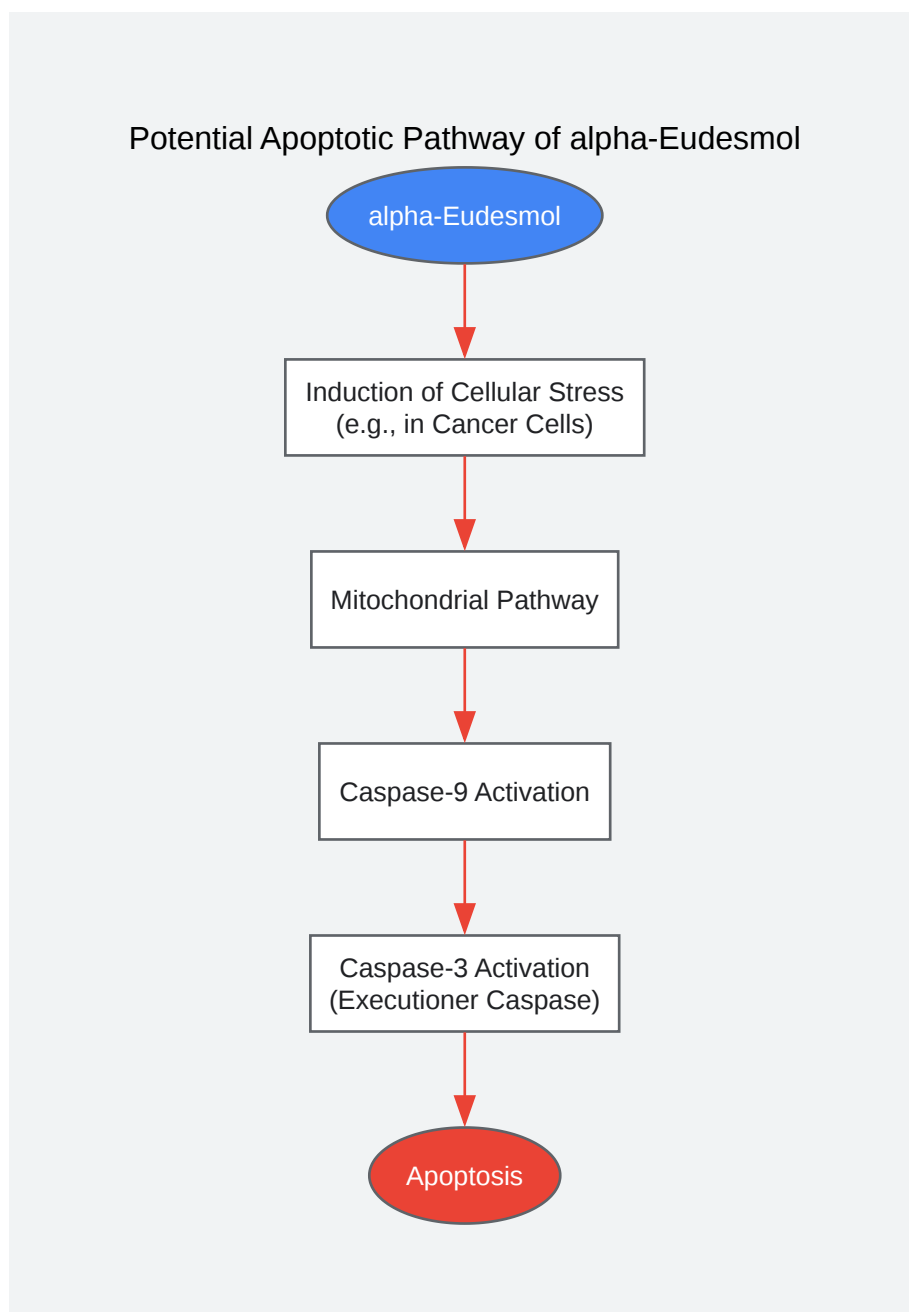 Potential Apoptotic Pathway of alpha-Eudesmol
alpha-Eudesmol
Induction of Cellular Stress
(e.g., in Cancer Cells)
Mitochondrial Pathway
Caspase-9 Activation
Caspase-3 Activation
(Executioner Caspase)
Apoptosis